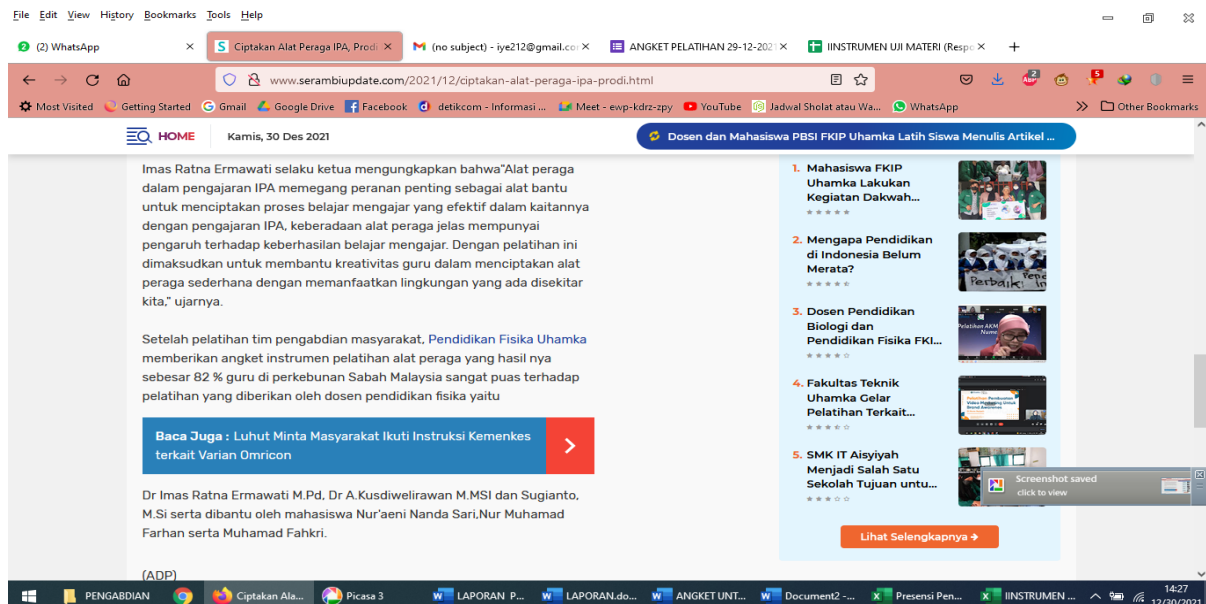 File Edit View History Bookmarks Tools Help
2 (2) WhatsApp
S Ciptakan Alat Peraga IPA, Prodi
(no subject) - iye212@gmail.co
ANGKET PELATIHAN 29-12-2021
IINSTRUMEN UJI MATERI (Respo
www.serambiupdate.com/2021/12/ciptakan-alat-peraga-ipa-prodi.html
Most Visited Getting Started Gmail Google Drive Facebook detikcom - Informasi ... Meet - ewp-kdrz-zpy YouTube Jadwal Sholat atau Wa... WhatsApp Other Bookmarks
HOME Kamis, 30 Des 2021
Dosen dan Mahasiswa PBSI FKIP Uhamka Latih Siswa Menulis Artikel ...
Imas Ratna Ermawati selaku ketua mengungkapkan bahwa"Alat peraga
dalam pengajaran IPA memegang peranan penting sebagai alat bantu
untuk menciptakan proses belajar mengajar yang efektif dalam kaitannya
dengan pengajaran IPA, keberadaan alat peraga jelas mempunyai
pengaruh terhadap keberhasilan belajar mengajar. Dengan pelatihan ini
dimaksudkan untuk membantu kreativitas guru dalam menciptakan alat
peraga sederhana dengan memanfaatkan lingkungan yang ada disekitar
kita," ujarnya.
Setelah pelatihan tim pengabdian masyarakat, Pendidikan Fisika Uhamka
memberikan angket instrumen pelatihan alat peraga yang hasil nya
sebesar 82 % guru di perkebunan Sabah Malaysia sangat puas terhadap
pelatihan yang diberikan oleh dosen pendidikan fisika yaitu
Baca Juga : Luhut Minta Masyarakat Ikuti Instruksi Kemenkes
terkait Varian Omricon
Dr Imas Ratna Ermawati M.Pd, Dr A.Kusdiwelirawan M.MSI dan Sugianto,
M.Si serta dibantu oleh mahasiswa Nur'aeni Nanda Sari,Nur Muhamad
Farhan serta Muhamad Fahkri.
(ADP)
1. Mahasiswa FKIP
Uhamka Lakukan
Kegiatan Dakwah...
2. Mengapa Pendidikan
di Indonesia Belum
Merata?
3. Dosen Pendidikan
Biologi dan
Pendidikan Fisika FKI...
4. Fakultas Teknik
Uhamka Gelar
Pelatihan Terkait...
5. SMK IT Aisyiyah
Menjadi Salah Satu
Sekolah Tujuan untu...
Lihat Selengkapnya
Screenshot saved
click to view
PENGABDIAN Ciptakan Ala... Picasa 3 LAPORAN P... LAPORAN.do... ANGKET UNT... Document2 -... Presensi Pen... IINSTRUMEN ...
14:27
12/30/2021